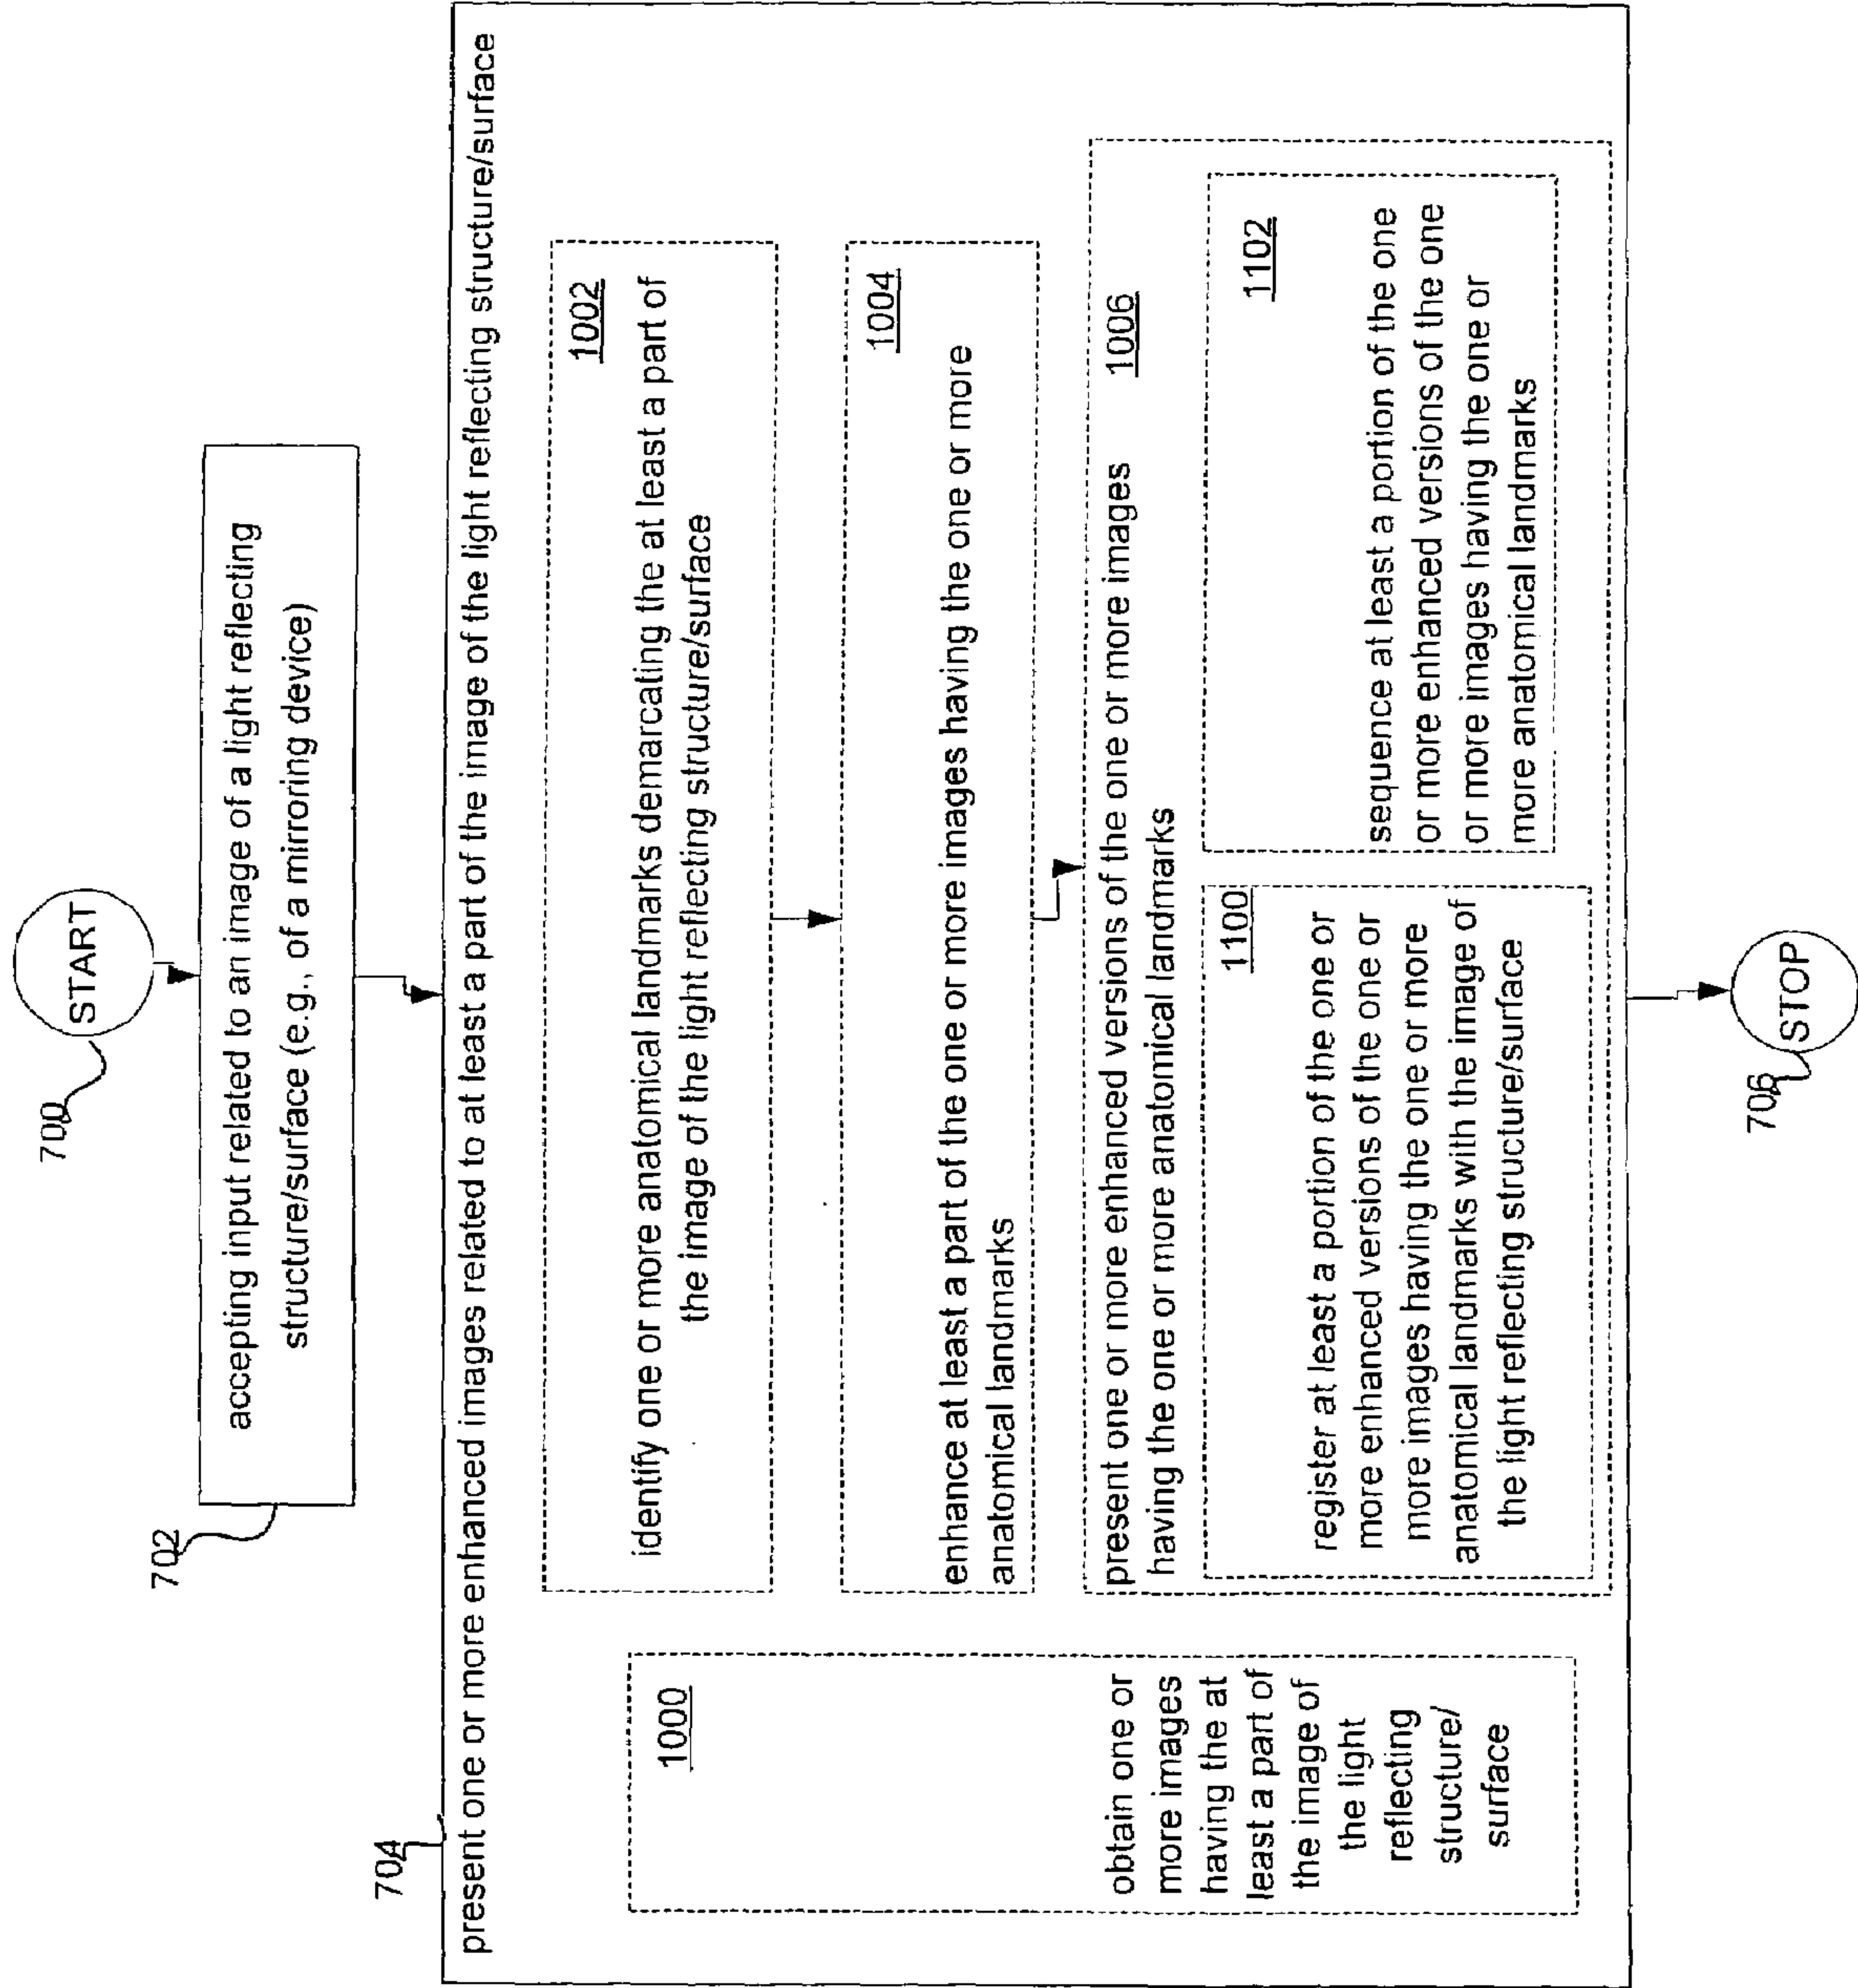 START
700
accepting input related to an image of a light reflecting
structure/surface (e.g., of a mirroring device)
702
704
present one or more enhanced images related to at least a part of the image of the light reflecting structure/surface
1000
obtain one or
more images
having the at
least a part of
the image of
the light
reflecting
structure/
surface
1002
identify one or more anatomical landmarks demarcating the at least a part of
the image of the light reflecting structure/surface
1004
enhance at least a part of the one or more images having the one or more
anatomical landmarks
1006
present one or more enhanced versions of the one or more images
having the one or more anatomical landmarks
1100
register at least a portion of the one or
more enhanced versions of the one or
more images having the one or more
anatomical landmarks with the image of
the light reflecting structure/surface
1102
sequence at least a portion of the one
or more enhanced versions of the one
or more images having the one or
more anatomical landmarks
706
STOP